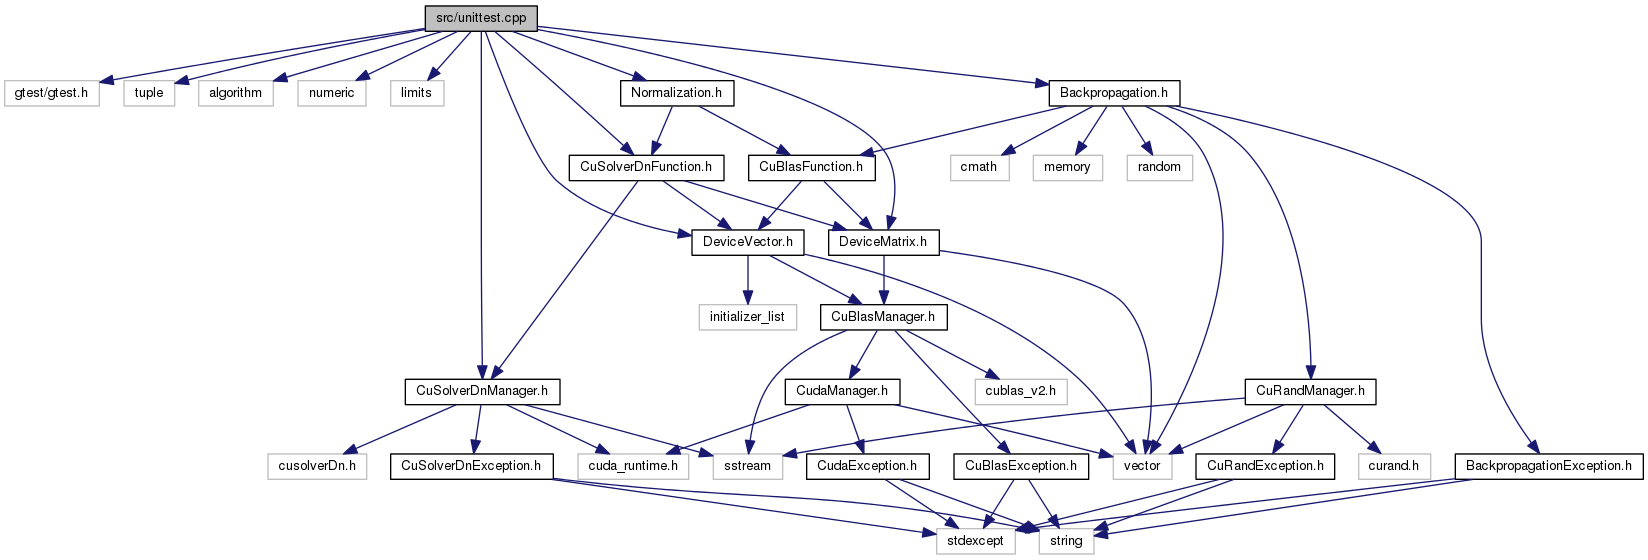 src/unittest.cpp
gtest/gtest.h
tuple
algorithm
numeric
limits
Normalization.h
Backpropagation.h
CuSolverDnFunction.h
CuBlasFunction.h
cmath
memory
random
DeviceVector.h
DeviceMatrix.h
initializer_list
CuBlasManager.h
CuSolverDnManager.h
CudaManager.h
cublas_v2.h
CuRandManager.h
cusolverDn.h
CuSolverDnException.h
cuda_runtime.h
sstream
CudaException.h
CuBlasException.h
vector
CuRandException.h
curand.h
BackpropagationException.h
stdexcept
string